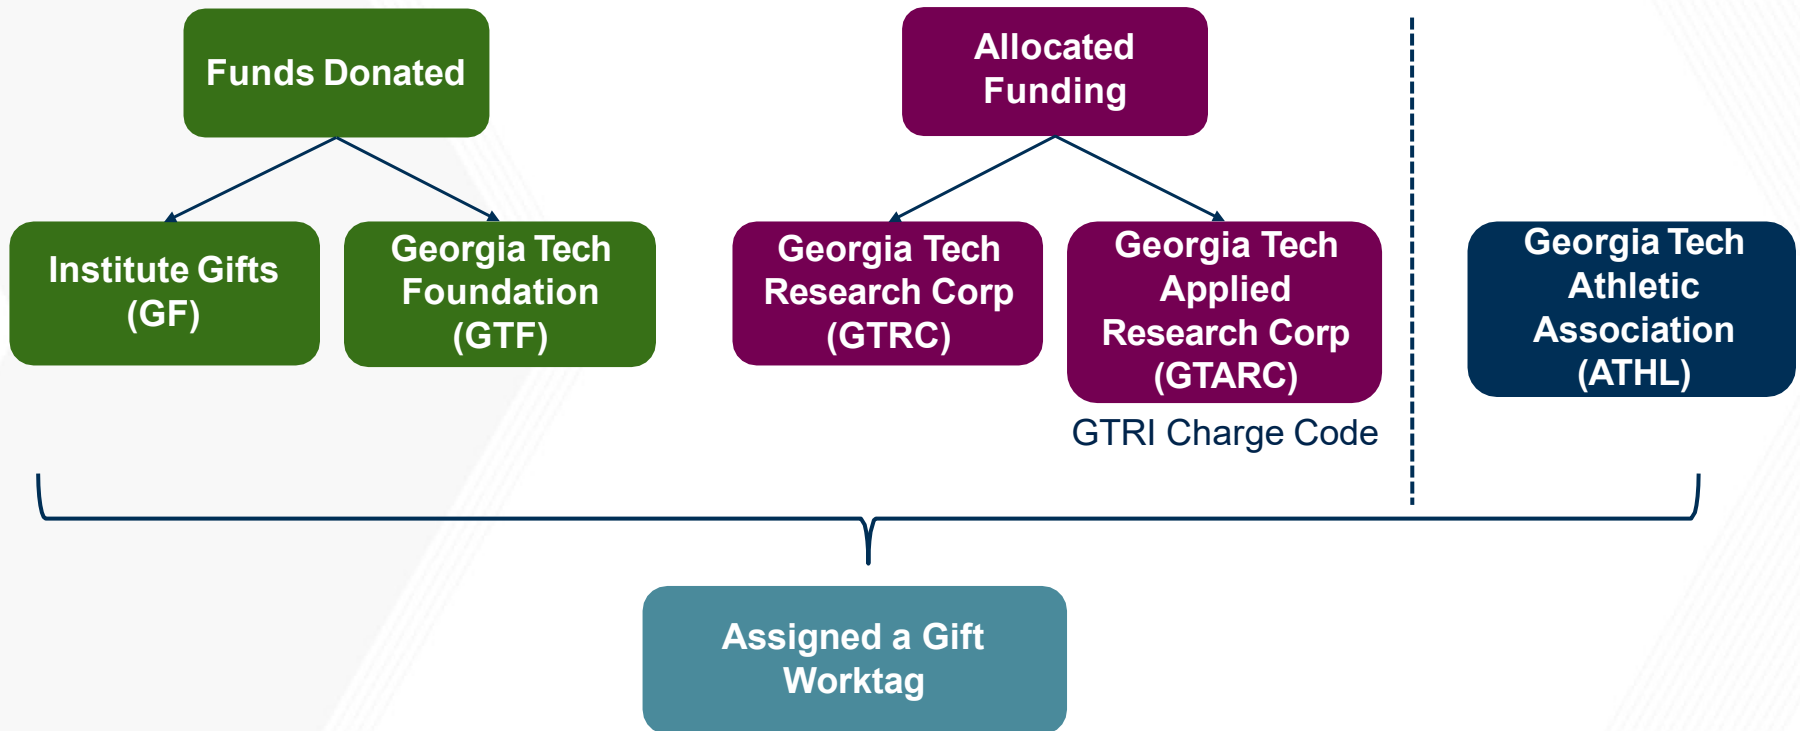 Funds Donated
Allocated
Funding
Institute Gifts
(GF)
Georgia Tech
Foundation
(GTF)
Georgia Tech
Research Corp
(GTRC)
Georgia Tech
Applied
Research Corp
(GTARC)
GTRI Charge Code
Georgia Tech
Athletic
Association
(ATHL)
Assigned a Gift
Worktag